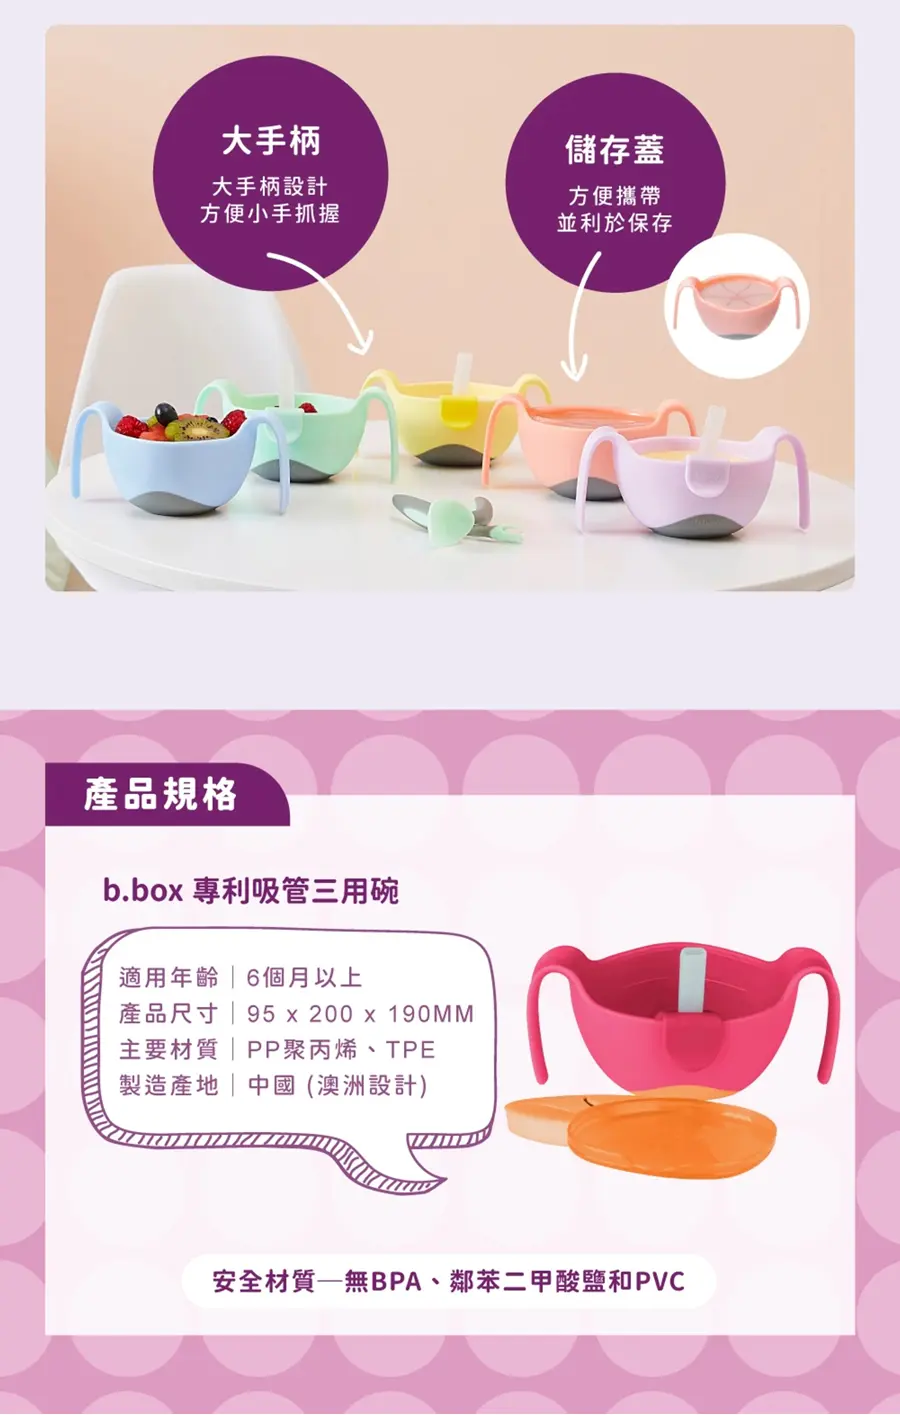 大手柄
大手柄設計
方便小手抓握
儲存蓋
方便攜帶
並利於保存
產品規格
b.box 專利吸管三用碗
適用年齡｜6個月以上
產品尺寸｜95 x 200 x 190MM
主要材質｜PP聚丙烯、TPE
製造產地｜中國 (澳洲設計)
安全材質─無BPA、鄰苯二甲酸鹽和PVC